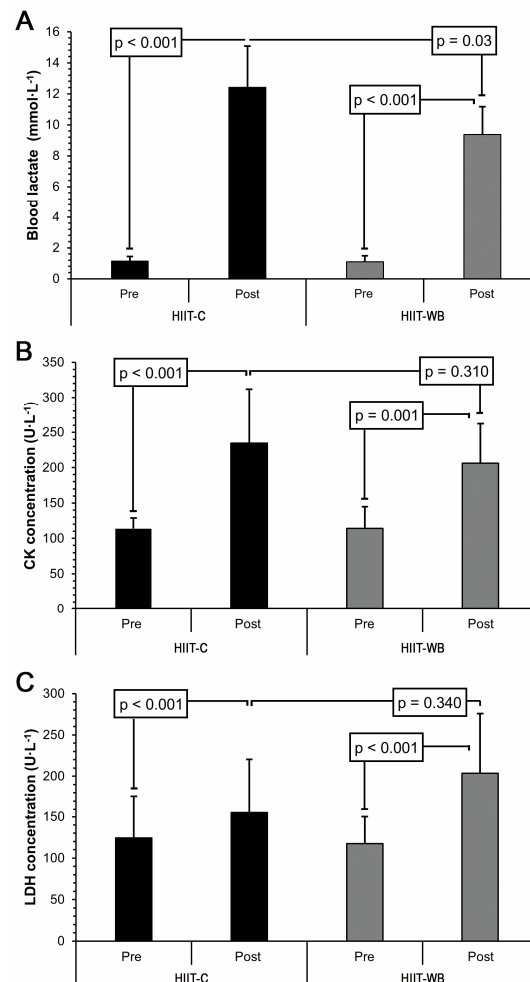 A
Blood lactate (mmol·L-1)
16
14
12
10
8
6
4
2
0
p < 0.001
p = 0.03
p < 0.001
Pre
Post
Pre
Post
HIIT-C
HIIT-WB
B
CK concentration (U·L-1)
350
300
250
200
150
100
50
0
p < 0.001
p = 0.310
p = 0.001
Pre
Post
Pre
Post
HIIT-C
HIIT-WB
C
LDH concentration (U·L-1)
300
250
200
150
100
50
0
p < 0.001
p = 0.340
p < 0.001
Pre
Post
Pre
Post
HIIT-C
HIIT-WB